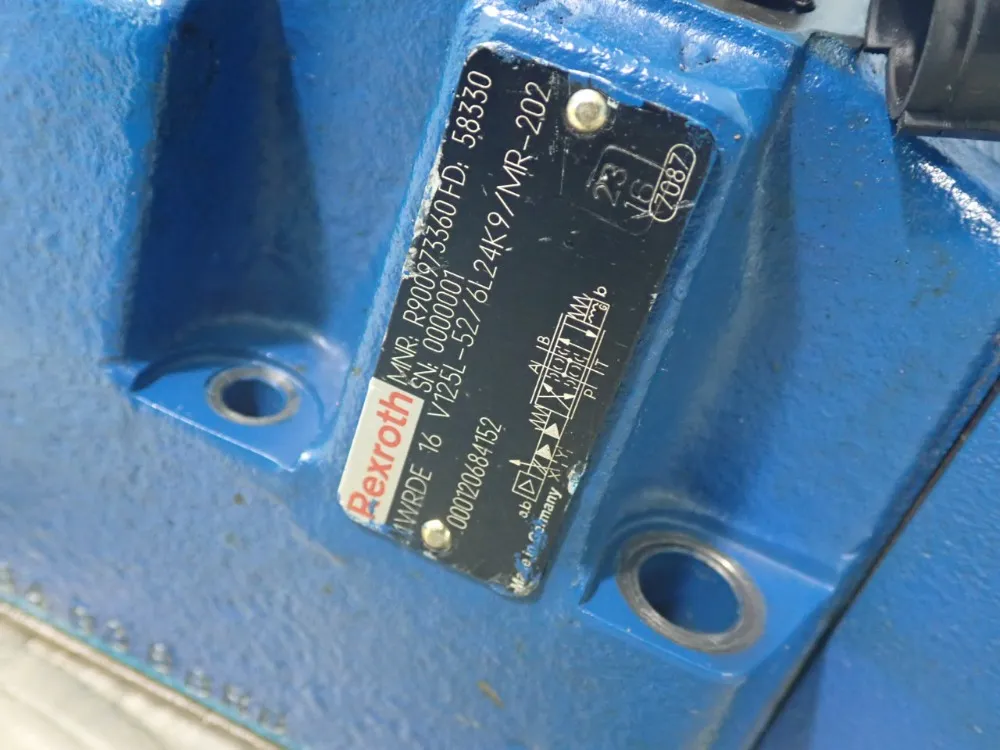 Rexroth
MNR: R900973360 FD: 58330
SN: 0000001
4WRDE 16 V125L-52/6L24K9/MR-202
000120684152
23
16
7087
a,b
X
Y
A
B
P
T
b
Made in Germany